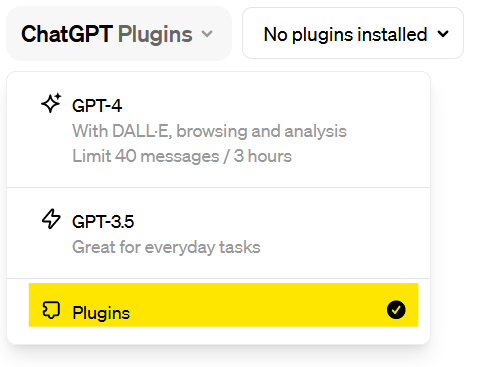 ChatGPT Plugins
No plugins installed
GPT-4
With DALL·E, browsing and analysis
Limit 40 messages / 3 hours
GPT-3.5
Great for everyday tasks
Plugins